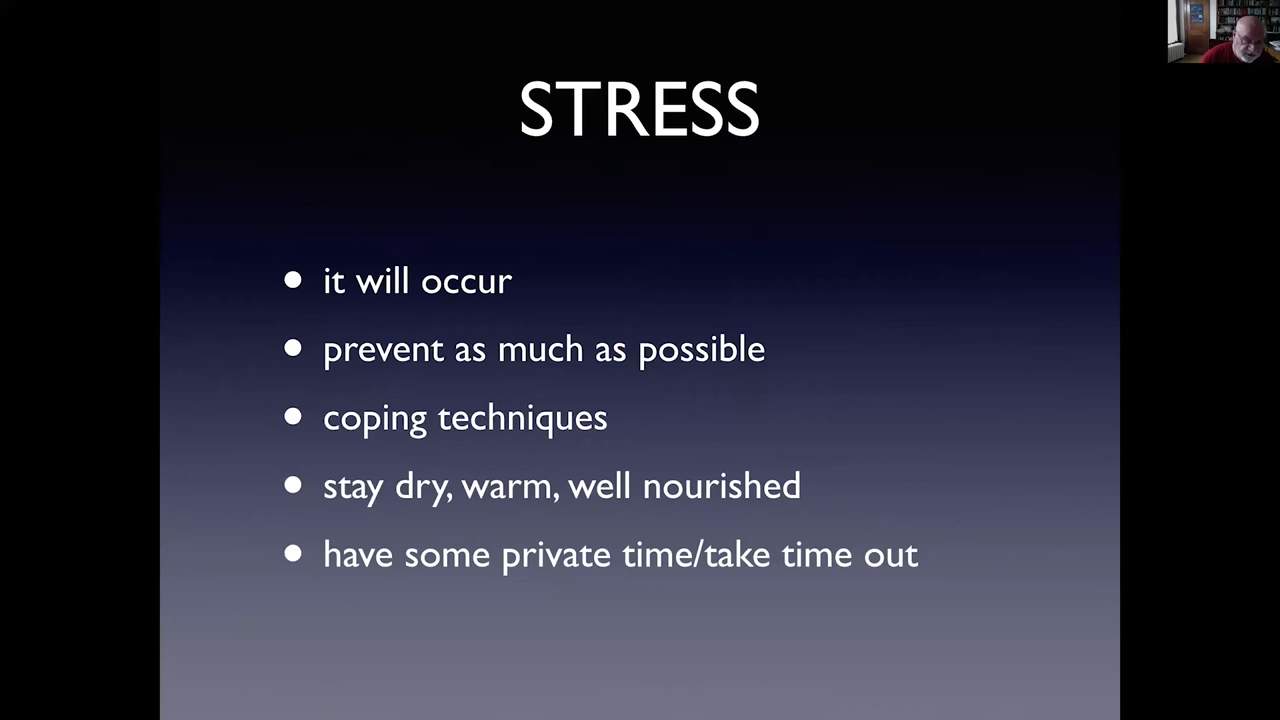 STRESS
• it will occur
• prevent as much as possible
• coping techniques
• stay dry, warm, well nourished
• have some private time/take time out